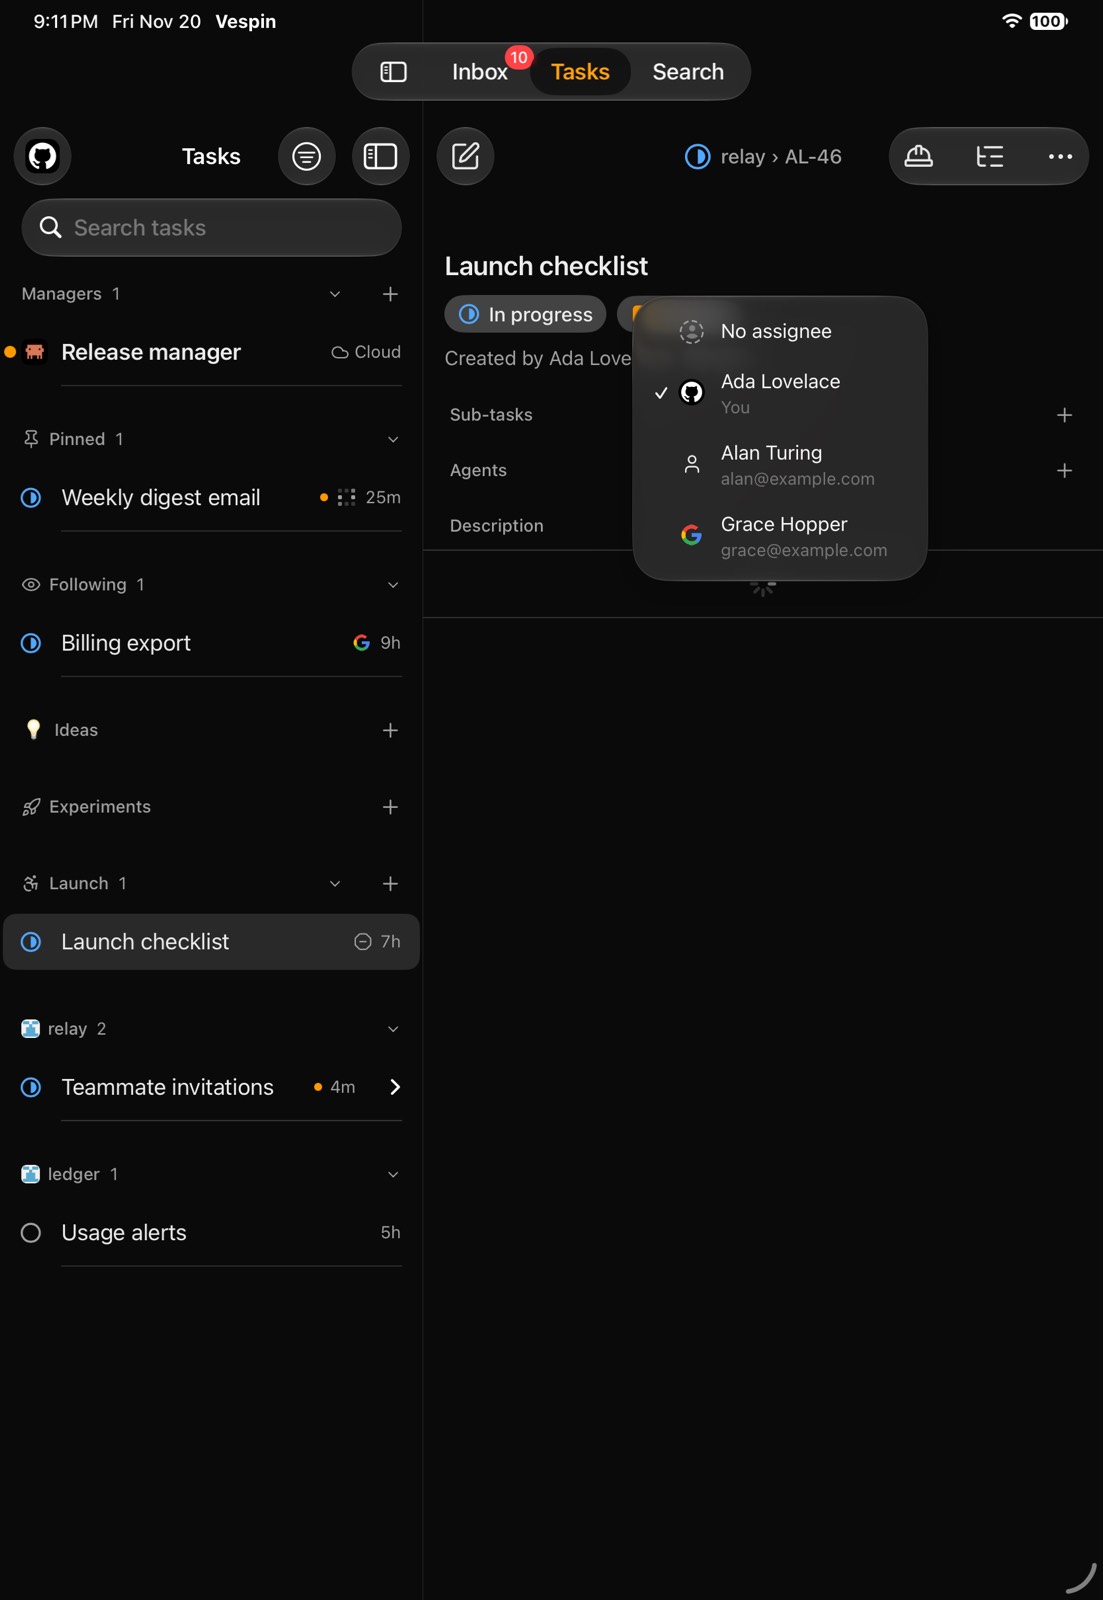 9:11 PM Fri Nov 20 Vespin
100
Inbox 10 Tasks Search
Tasks
relay › AL-46
Search tasks
Managers 1
Release manager Cloud
Pinned 1
Weekly digest email 25m
Following 1
Billing export 9h
Ideas
Experiments
Launch 1
Launch checklist 7h
relay 2
Teammate invitations 4m
ledger 1
Usage alerts 5h
Launch checklist
In progress
Created by Ada Love
Sub-tasks
Agents
Description
No assignee
Ada Lovelace
You
Alan Turing
alan@example.com
Grace Hopper
grace@example.com